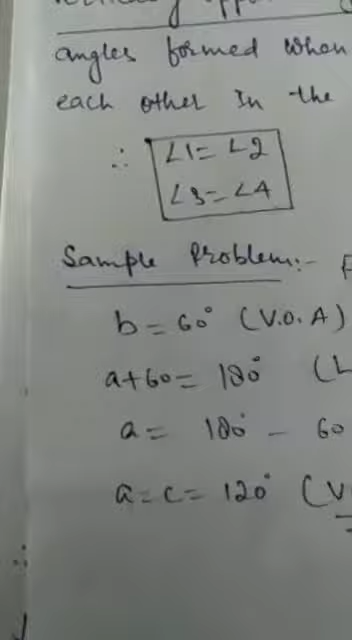 angles formed when
each other in the
∴ ∠1 = ∠2
∠3 = ∠4
Sample Problem:-
b = 60° (V.O.A)
a+60 = 180° (L
a = 180° - 60
a = c = 120° (V
∴